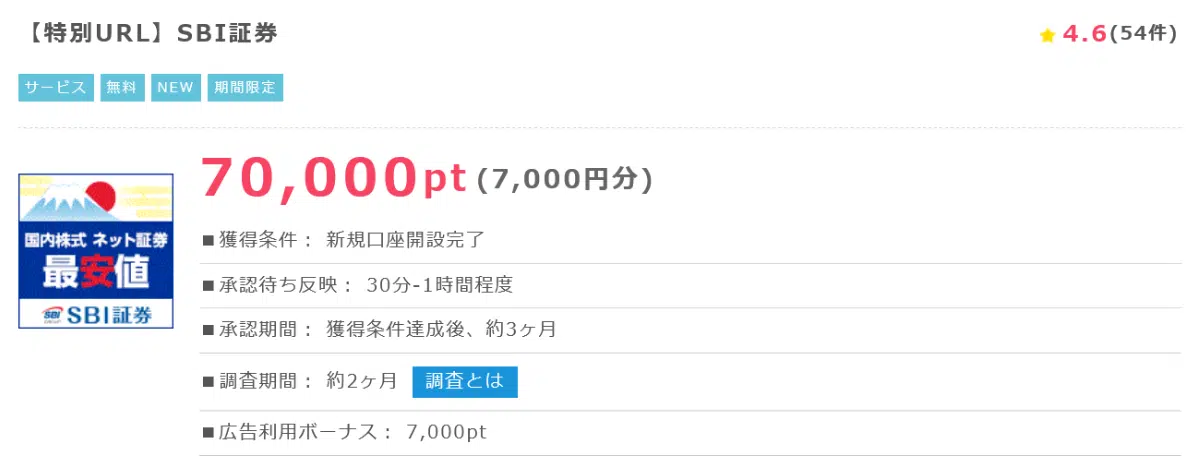 【特別URL】SBI証券
4.6(54件)
サービス 無料 NEW 期間限定
70,000pt (7,000円分)
国内株式 ネット証券
最安値
SBI SBI証券
■獲得条件： 新規口座開設完了
■承認待ち反映： 30分-1時間程度
■承認期間： 獲得条件達成後、約3ヶ月
■調査期間： 約2ヶ月 調査とは
■広告利用ボーナス： 7,000pt